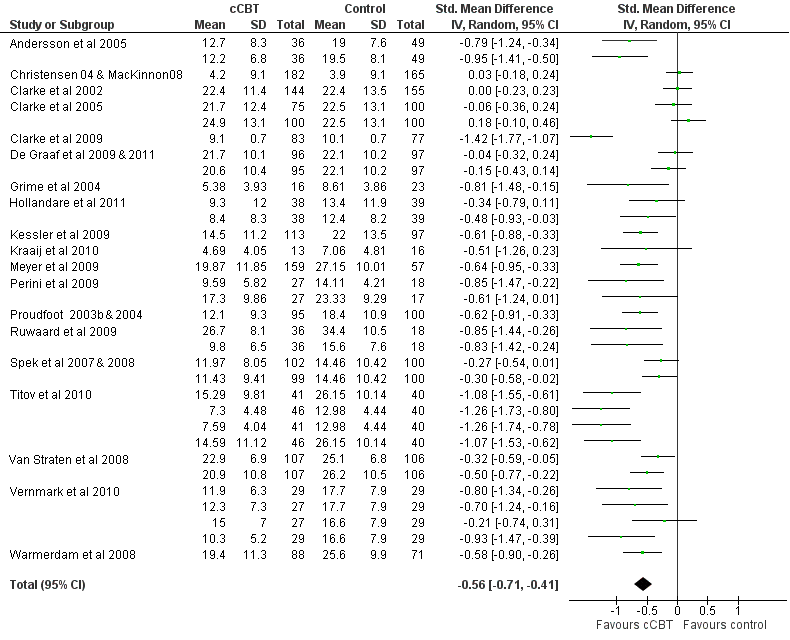 cCBT Control Std. Mean Difference Std. Mean Difference
Study or Subgroup Mean SD Total Mean SD Total IV, Random, 95% CI IV, Random, 95% CI
Andersson et al 2005 12.7 8.3 36 19 7.6 49 -0.79 [-1.24, -0.34]
12.2 6.8 36 19.5 8.1 49 -0.95 [-1.41, -0.50]
Christensen 04 & MacKinnon08 4.2 9.1 182 3.9 9.1 165 0.03 [-0.18, 0.24]
Clarke et al 2002 22.4 11.4 144 22.4 13.5 155 0.00 [-0.23, 0.23]
Clarke et al 2005 21.7 12.4 75 22.5 13.1 100 -0.06 [-0.36, 0.24]
24.9 13.1 100 22.5 13.1 100 0.18 [-0.10, 0.46]
Clarke et al 2009 9.1 0.7 83 10.1 0.7 77 -1.42 [-1.77, -1.07]
De Graaf et al 2009 & 2011 21.7 10.1 96 22.1 10.2 97 -0.04 [-0.32, 0.24]
20.6 10.4 95 22.1 10.2 97 -0.15 [-0.43, 0.14]
Grime et al 2004 5.38 3.93 16 8.61 3.86 23 -0.81 [-1.48, -0.15]
Hollandare et al 2011 9.3 12 38 13.4 11.9 39 -0.34 [-0.79, 0.11]
8.4 8.3 38 12.4 8.2 39 -0.48 [-0.93, -0.03]
Kessler et al 2009 14.5 11.2 113 22 13.5 97 -0.61 [-0.88, -0.33]
Kraaij et al 2010 4.69 4.05 13 7.06 4.81 16 -0.51 [-1.26, 0.23]
Meyer et al 2009 19.87 11.85 159 27.15 10.01 57 -0.64 [-0.95, -0.33]
Perini et al 2009 9.59 5.82 27 14.11 4.21 18 -0.85 [-1.47, -0.22]
17.3 9.86 27 23.33 9.29 17 -0.61 [-1.24, 0.01]
Proudfoot 2003b & 2004 12.1 9.3 95 18.4 10.9 100 -0.62 [-0.91, -0.33]
Ruwaard et al 2009 26.7 8.1 36 34.4 10.5 18 -0.85 [-1.44, -0.26]
9.8 6.5 36 15.6 7.6 18 -0.83 [-1.42, -0.24]
Spek et al 2007 & 2008 11.97 8.05 102 14.46 10.42 100 -0.27 [-0.54, 0.01]
11.43 9.41 99 14.46 10.42 100 -0.30 [-0.58, -0.02]
Titov et al 2010 15.29 9.81 41 26.15 10.14 40 -1.08 [-1.55, -0.61]
7.3 4.48 46 12.98 4.44 40 -1.26 [-1.73, -0.80]
7.59 4.04 41 12.98 4.44 40 -1.26 [-1.74, -0.78]
14.59 11.12 46 26.15 10.14 40 -1.07 [-1.53, -0.62]
Van Straten et al 2008 22.9 6.9 107 25.1 6.8 106 -0.32 [-0.59, -0.05]
20.9 10.8 107 26.2 10.5 106 -0.50 [-0.77, -0.22]
Vernmark et al 2010 11.9 6.3 29 17.7 7.9 29 -0.80 [-1.34, -0.26]
12.3 7.3 27 17.7 7.9 29 -0.70 [-1.24, -0.16]
15 7 27 16.6 7.9 29 -0.21 [-0.74, 0.31]
10.3 5.2 29 16.6 7.9 29 -0.93 [-1.47, -0.39]
Warmerdam et al 2008 19.4 11.3 88 25.6 9.9 71 -0.58 [-0.90, -0.26]
Total (95% CI) -0.56 [-0.71, -0.41]
-1 -0.5 0 0.5 1
Favours cCBT Favours control